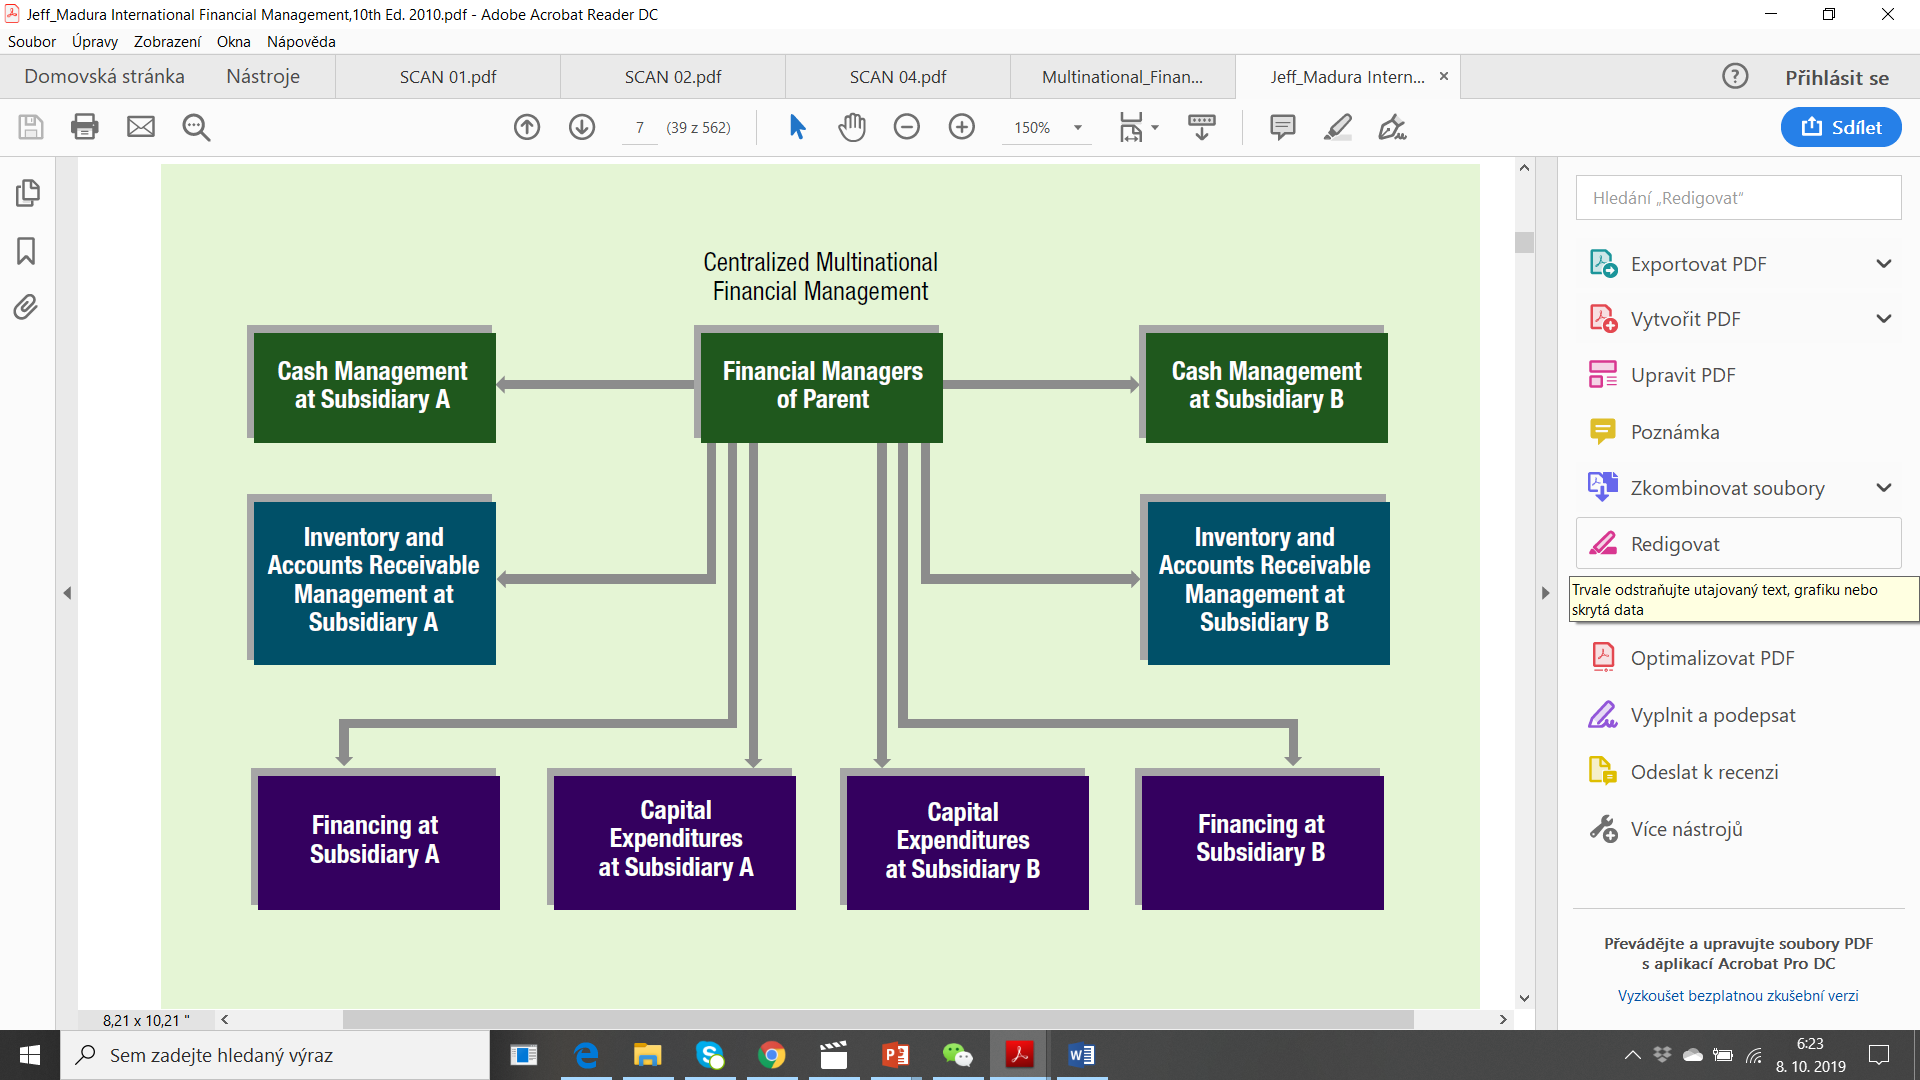 Jeff_Madura International Financial Management,10th Ed. 2010.pdf - Adobe Acrobat Reader DC
Soubor Úpravy Zobrazení Okna Nápověda
Domovská stránka Nástroje SCAN 01.pdf SCAN 02.pdf SCAN 04.pdf Multinational_Finan... Jeff_Madura Intern... × ? Přihlásit se
7 (39 z 562) 150% Sdílet
Centralized Multinational
Financial Management
Cash Management
at Subsidiary A
Financial Managers
of Parent
Cash Management
at Subsidiary B
Inventory and
Accounts Receivable
Management at
Subsidiary A
Inventory and
Accounts Receivable
Management at
Subsidiary B
Financing at
Subsidiary A
Capital
Expenditures
at Subsidiary A
Capital
Expenditures
at Subsidiary B
Financing at
Subsidiary B
Hledání „Redigovat“
Exportovat PDF
Vytvořit PDF
Upravit PDF
Poznámka
Zkombinovat soubory
Redigovat
Trvale odstraňujte utajovaný text, grafiku nebo
skrytá data
Optimalizovat PDF
Vyplnit a podepsat
Odeslat k recenzi
Více nástrojů
Převádějte a upravujte soubory PDF
s aplikací Acrobat Pro DC
Vyzkoušet bezplatnou zkušební verzi
8,21 x 10,21 "
Sem zadejte hledaný výraz
6:23
8. 10. 2019